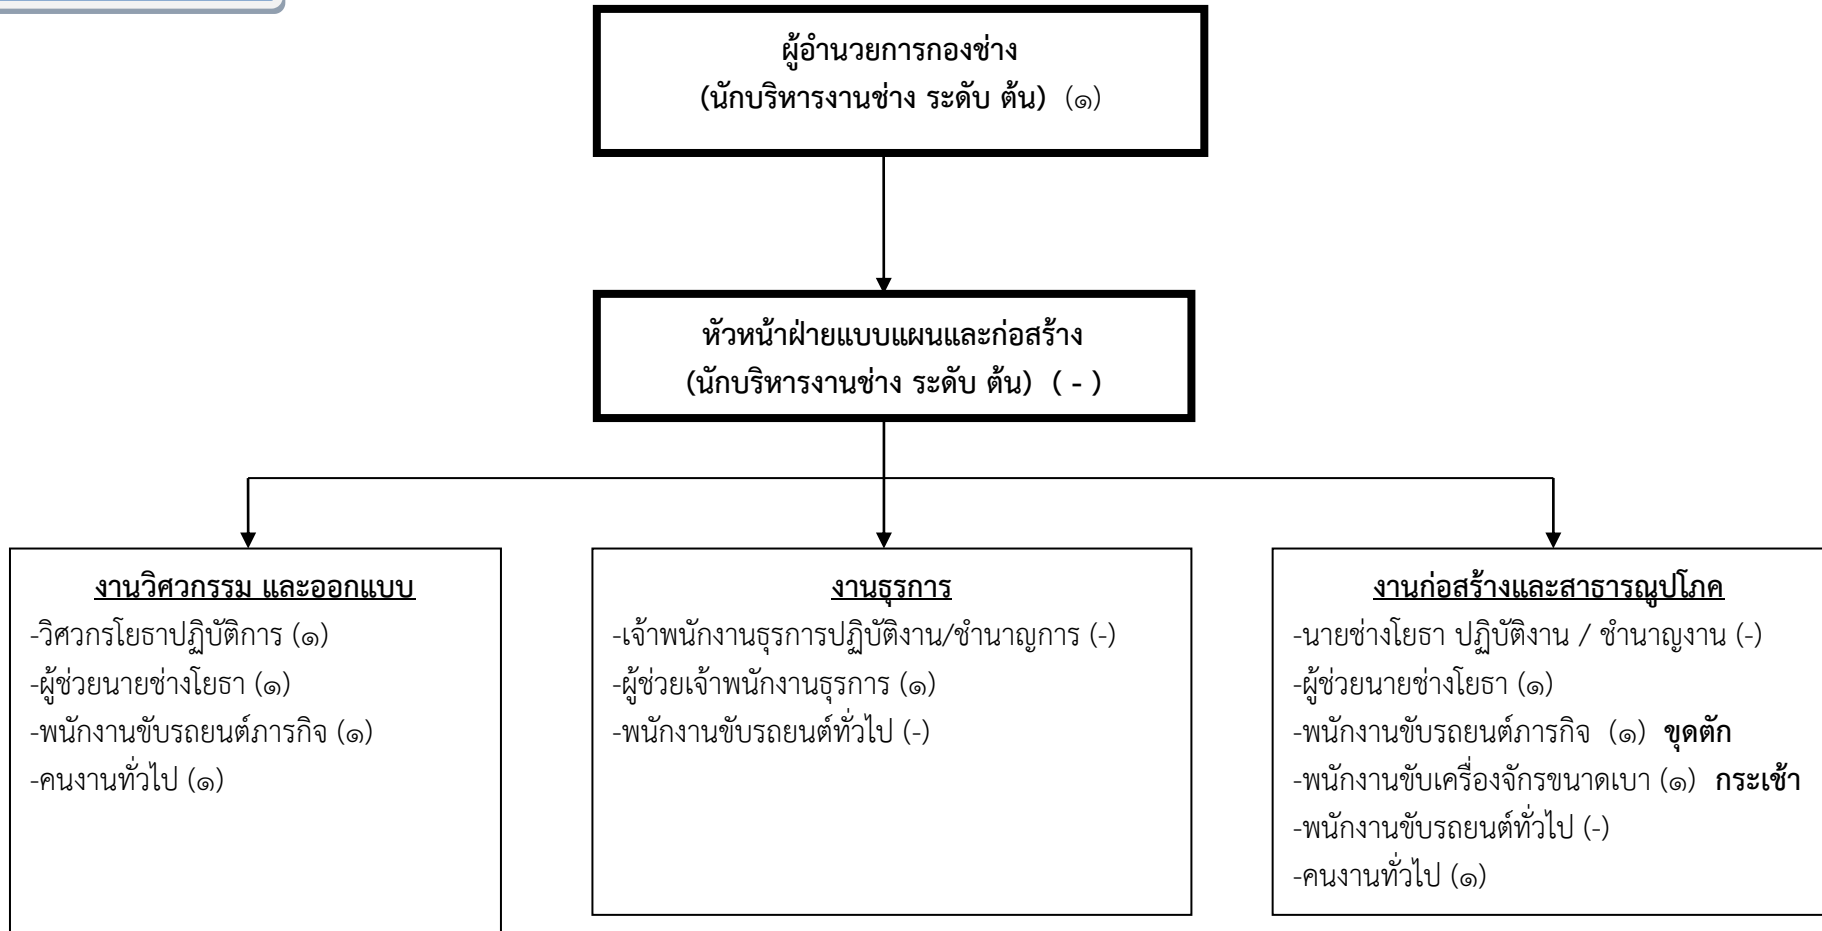 ผู้อำนวยการกองช่าง
(นักบริหารงานช่าง ระดับ ต้น) (๑)
หัวหน้าฝ่ายแบบแผนและก่อสร้าง
(นักบริหารงานช่าง ระดับ ต้น) ( - )
งานวิศวกรรม และออกแบบ
-วิศวกรโยธาปฏิบัติการ (๑)
-ผู้ช่วยนายช่างโยธา (๑)
-พนักงานขับรถยนต์ภารกิจ (๑)
-คนงานทั่วไป (๑)
งานธุรการ
-เจ้าพนักงานธุรการปฏิบัติงาน/ชำนาญการ (-)
-ผู้ช่วยเจ้าพนักงานธุรการ (๑)
-พนักงานขับรถยนต์ทั่วไป (-)
งานก่อสร้างและสาธารณูปโภค
-นายช่างโยธา ปฏิบัติงาน / ชำนาญงาน (-)
-ผู้ช่วยนายช่างโยธา (๑)
-พนักงานขับรถยนต์ภารกิจ (๑) ขุดตัก
-พนักงานขับเครื่องจักรขนาดเบา (๑) กระเช้า
-พนักงานขับรถยนต์ทั่วไป (-)
-คนงานทั่วไป (๑)